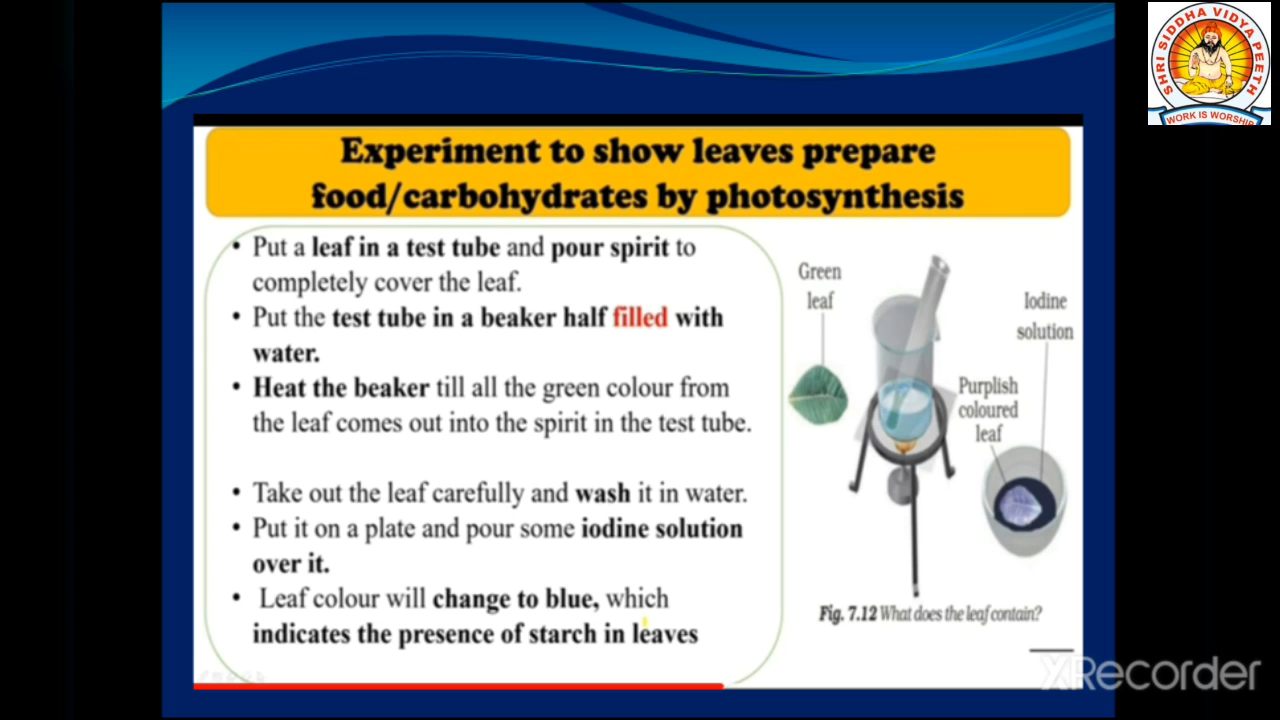 SHRI SIDDHA VIDYA PEETH
WORK IS WORSHIP
Experiment to show leaves prepare
food/carbohydrates by photosynthesis
• Put a leaf in a test tube and pour spirit to
completely cover the leaf.
• Put the test tube in a beaker half filled with
water.
• Heat the beaker till all the green colour from
the leaf comes out into the spirit in the test tube.
• Take out the leaf carefully and wash it in water.
• Put it on a plate and pour some iodine solution
over it.
• Leaf colour will change to blue, which
indicates the presence of starch in leaves
Green
leaf
Iodine
solution
Purplish
coloured
leaf
Fig. 7.12 What does the leaf contain?
XRecorder